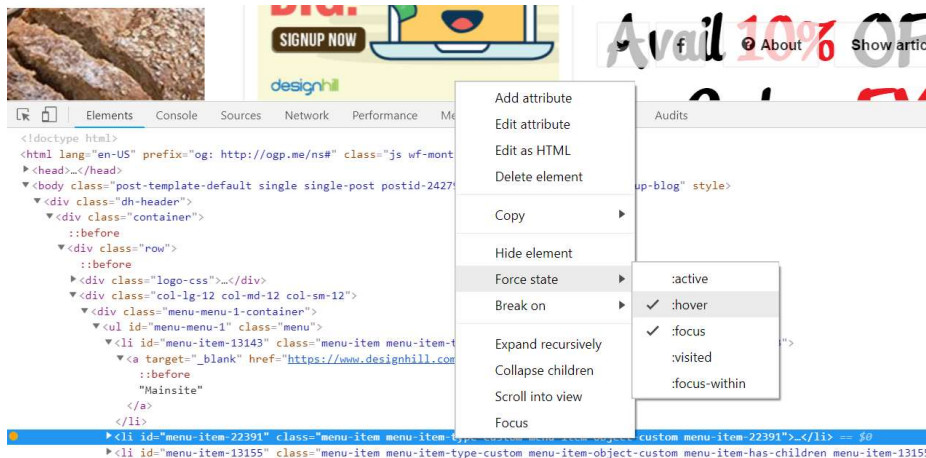 SIGNUP NOW
designhill
Avail 10% OF
About
Show artic
Elements Console Sources Network Performance Me Audits
<!doctype html>
<html lang="en-US" prefix="og: http://ogp.me/ns#" class="js wf-mont
<head>…</head>
<body class="post-template-default single single-post postid-24279 up-blog" style>
<div class="dh-header">
<div class="container">
::before
<div class="row">
::before
<div class="logo-css">…</div>
<div class="col-lg-12 col-md-12 col-sm-12">
<div class="menu-menu-1-container">
<ul id="menu-menu-1" class="menu">
<li id="menu-item-13143" class="menu-item menu-item-t ">
<a target="_blank" href="https://www.designhill.com
::before
"Mainsite"
</a>
</li>
<li id="menu-item-22391" class="menu-item menu-item-type-custom menu-item-object-custom menu-item-22391">…</li> == $0
<li id="menu-item-13155" class="menu-item menu-item-type-custom menu-item-object-custom menu-item-has-children menu-item-13155
Add attribute
Edit attribute
Edit as HTML
Delete element
Copy
Hide element
Force state
Break on
Expand recursively
Collapse children
Scroll into view
Focus
:active
:hover
:focus
:visited
:focus-within